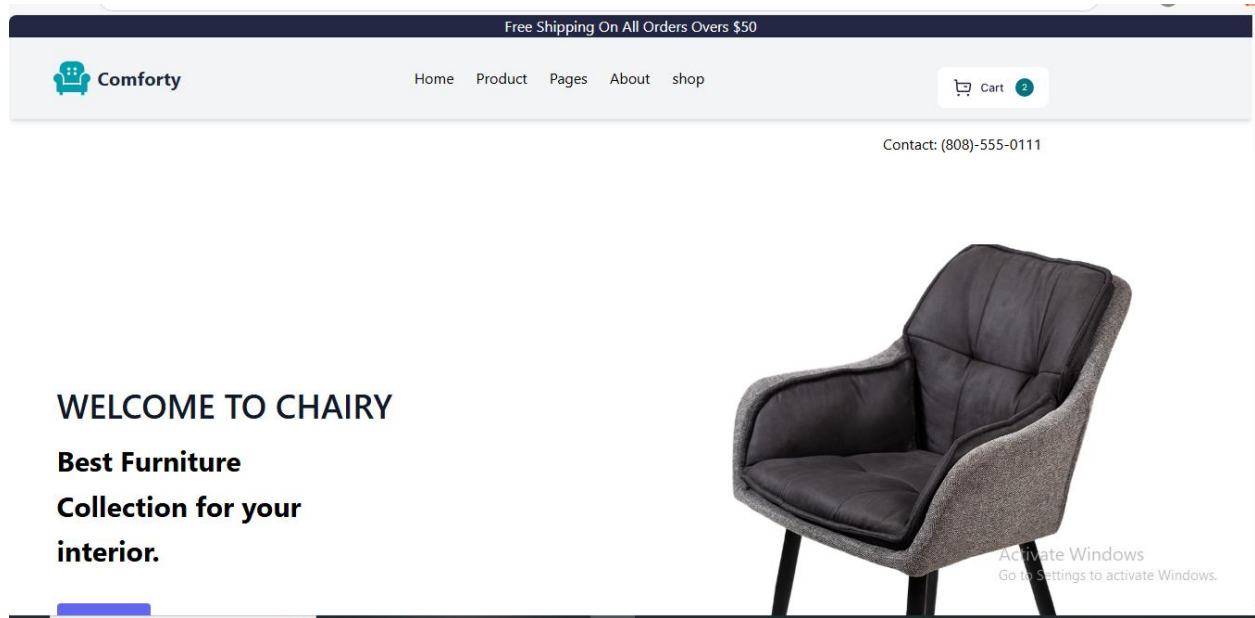 Free Shipping On All Orders Overs $50
Comforty
Home Product Pages About shop
Cart 2
Contact: (808)-555-0111
WELCOME TO CHAIRY
Best Furniture
Collection for your
interior.
Activate Windows
Go to Settings to activate Windows.